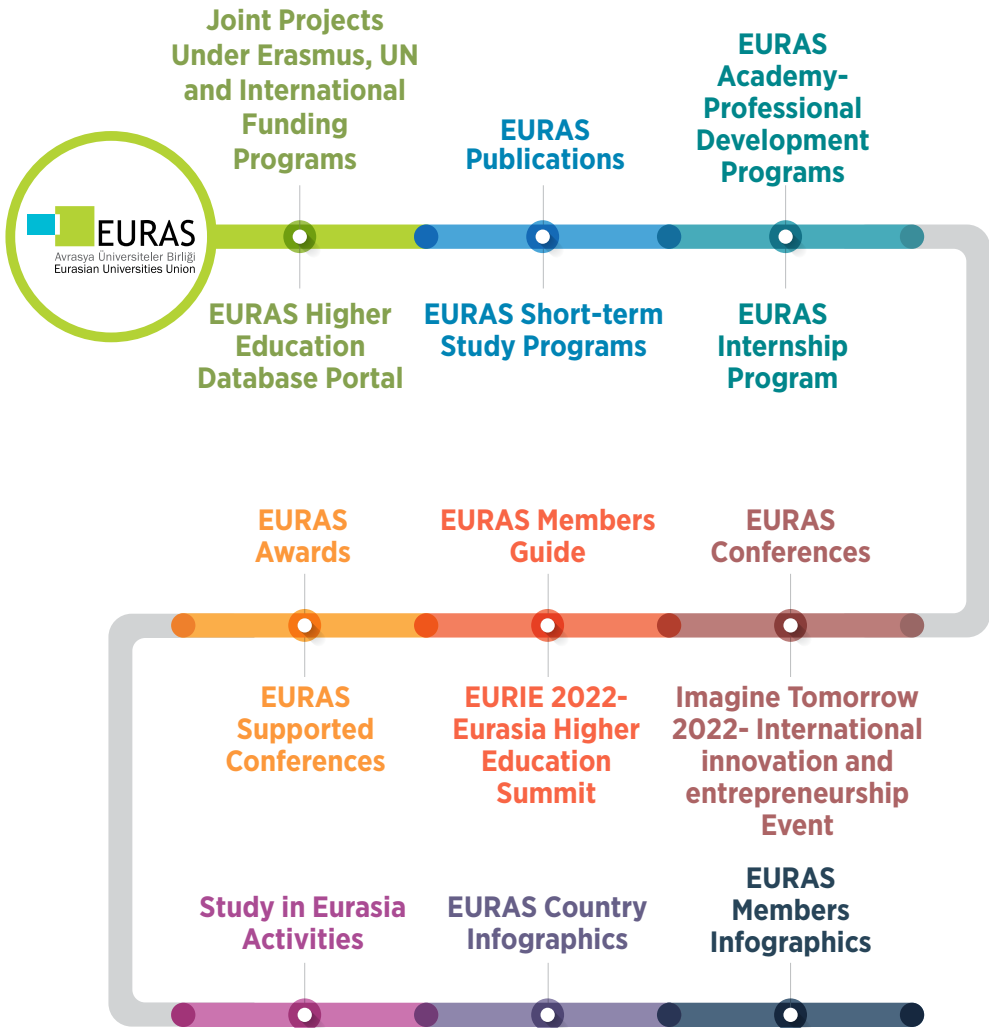 Joint Projects
Under Erasmus, UN
and International
Funding
Programs
EURAS
Publications
EURAS
Academy-
Professional
Development
Programs
EURAS
Avrasya Üniversiteler Birliği
Eurasian Universities Union
EURAS Higher
Education
Database Portal
EURAS Short-term
Study Programs
EURAS
Internship
Program
EURAS
Awards
EURAS Members
Guide
EURAS
Conferences
EURAS
Supported
Conferences
EURIE 2022-
Eurasia Higher
Education
Summit
Imagine Tomorrow
2022- International
innovation and
entrepreneurship
Event
Study in Eurasia
Activities
EURAS Country
Infographics
EURAS
Members
Infographics